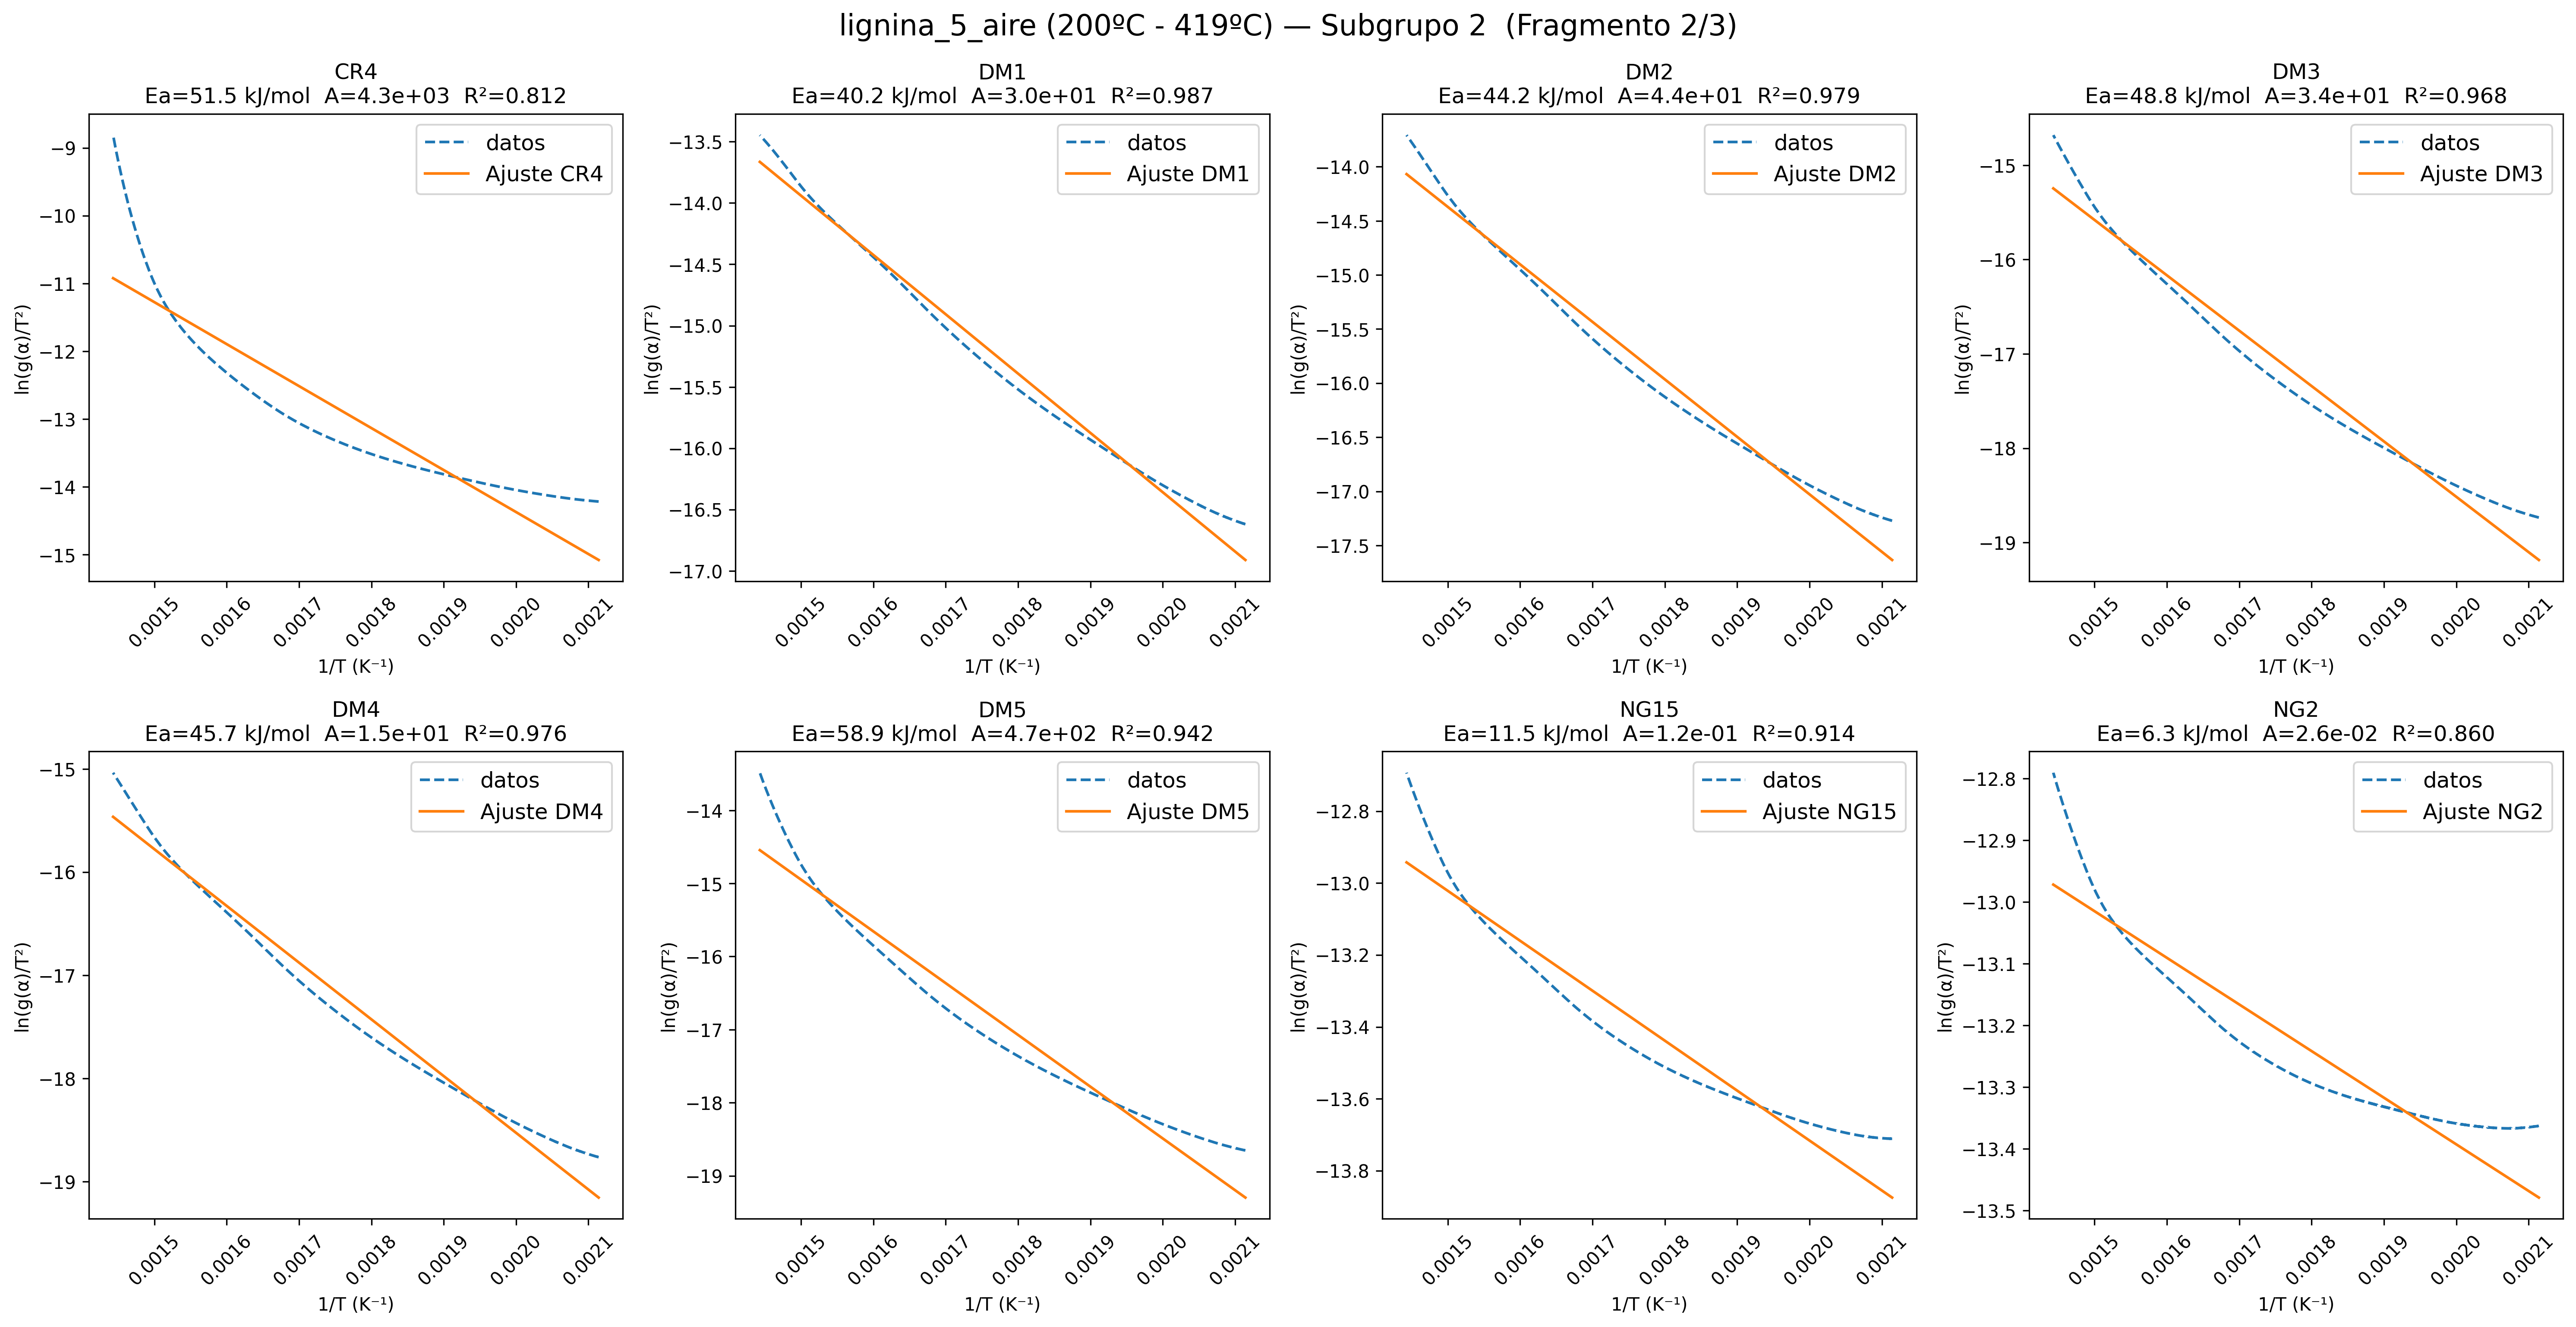 lignina_5_aire (200ºC - 419ºC) — Subgrupo 2  (Fragmento 2/3)
CR4
Ea=51.5 kJ/mol  A=4.3e+03  R²=0.812
datos
Ajuste CR4
ln(g(α)/T²)
−9
−10
−11
−12
−13
−14
−15
0.0015 0.0016 0.0017 0.0018 0.0019 0.0020 0.0021
1/T (K⁻¹)
DM1
Ea=40.2 kJ/mol  A=3.0e+01  R²=0.987
datos
Ajuste DM1
ln(g(α)/T²)
−13.5
−14.0
−14.5
−15.0
−15.5
−16.0
−16.5
−17.0
0.0015 0.0016 0.0017 0.0018 0.0019 0.0020 0.0021
1/T (K⁻¹)
DM2
Ea=44.2 kJ/mol  A=4.4e+01  R²=0.979
datos
Ajuste DM2
ln(g(α)/T²)
−14.0
−14.5
−15.0
−15.5
−16.0
−16.5
−17.0
−17.5
0.0015 0.0016 0.0017 0.0018 0.0019 0.0020 0.0021
1/T (K⁻¹)
DM3
Ea=48.8 kJ/mol  A=3.4e+01  R²=0.968
datos
Ajuste DM3
ln(g(α)/T²)
−15
−16
−17
−18
−19
0.0015 0.0016 0.0017 0.0018 0.0019 0.0020 0.0021
1/T (K⁻¹)
DM4
Ea=45.7 kJ/mol  A=1.5e+01  R²=0.976
datos
Ajuste DM4
ln(g(α)/T²)
−15
−16
−17
−18
−19
0.0015 0.0016 0.0017 0.0018 0.0019 0.0020 0.0021
1/T (K⁻¹)
DM5
Ea=58.9 kJ/mol  A=4.7e+02  R²=0.942
datos
Ajuste DM5
ln(g(α)/T²)
−14
−15
−16
−17
−18
−19
0.0015 0.0016 0.0017 0.0018 0.0019 0.0020 0.0021
1/T (K⁻¹)
NG15
Ea=11.5 kJ/mol  A=1.2e-01  R²=0.914
datos
Ajuste NG15
ln(g(α)/T²)
−12.8
−13.0
−13.2
−13.4
−13.6
−13.8
0.0015 0.0016 0.0017 0.0018 0.0019 0.0020 0.0021
1/T (K⁻¹)
NG2
Ea=6.3 kJ/mol  A=2.6e-02  R²=0.860
datos
Ajuste NG2
ln(g(α)/T²)
−12.8
−12.9
−13.0
−13.1
−13.2
−13.3
−13.4
−13.5
0.0015 0.0016 0.0017 0.0018 0.0019 0.0020 0.0021
1/T (K⁻¹)